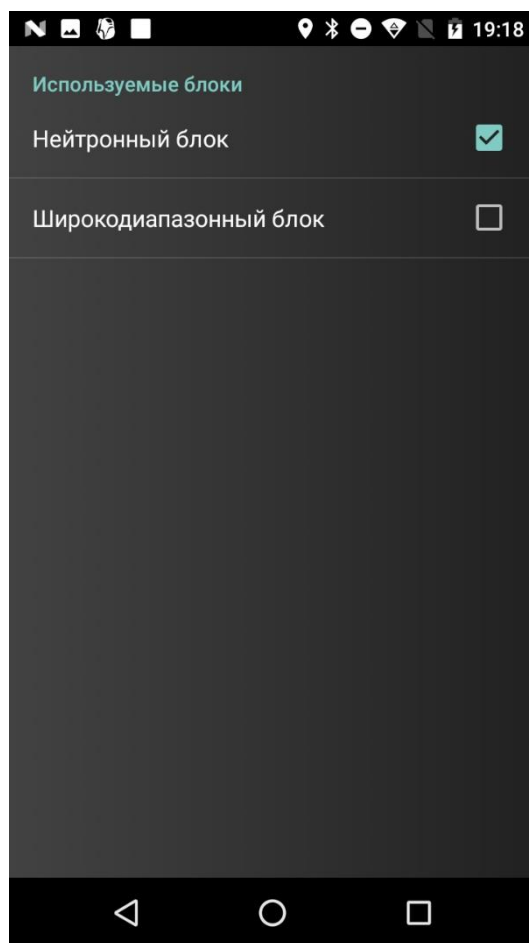 19:18
Используемые блоки
Нейтронный блок
Широкодиапазонный блок